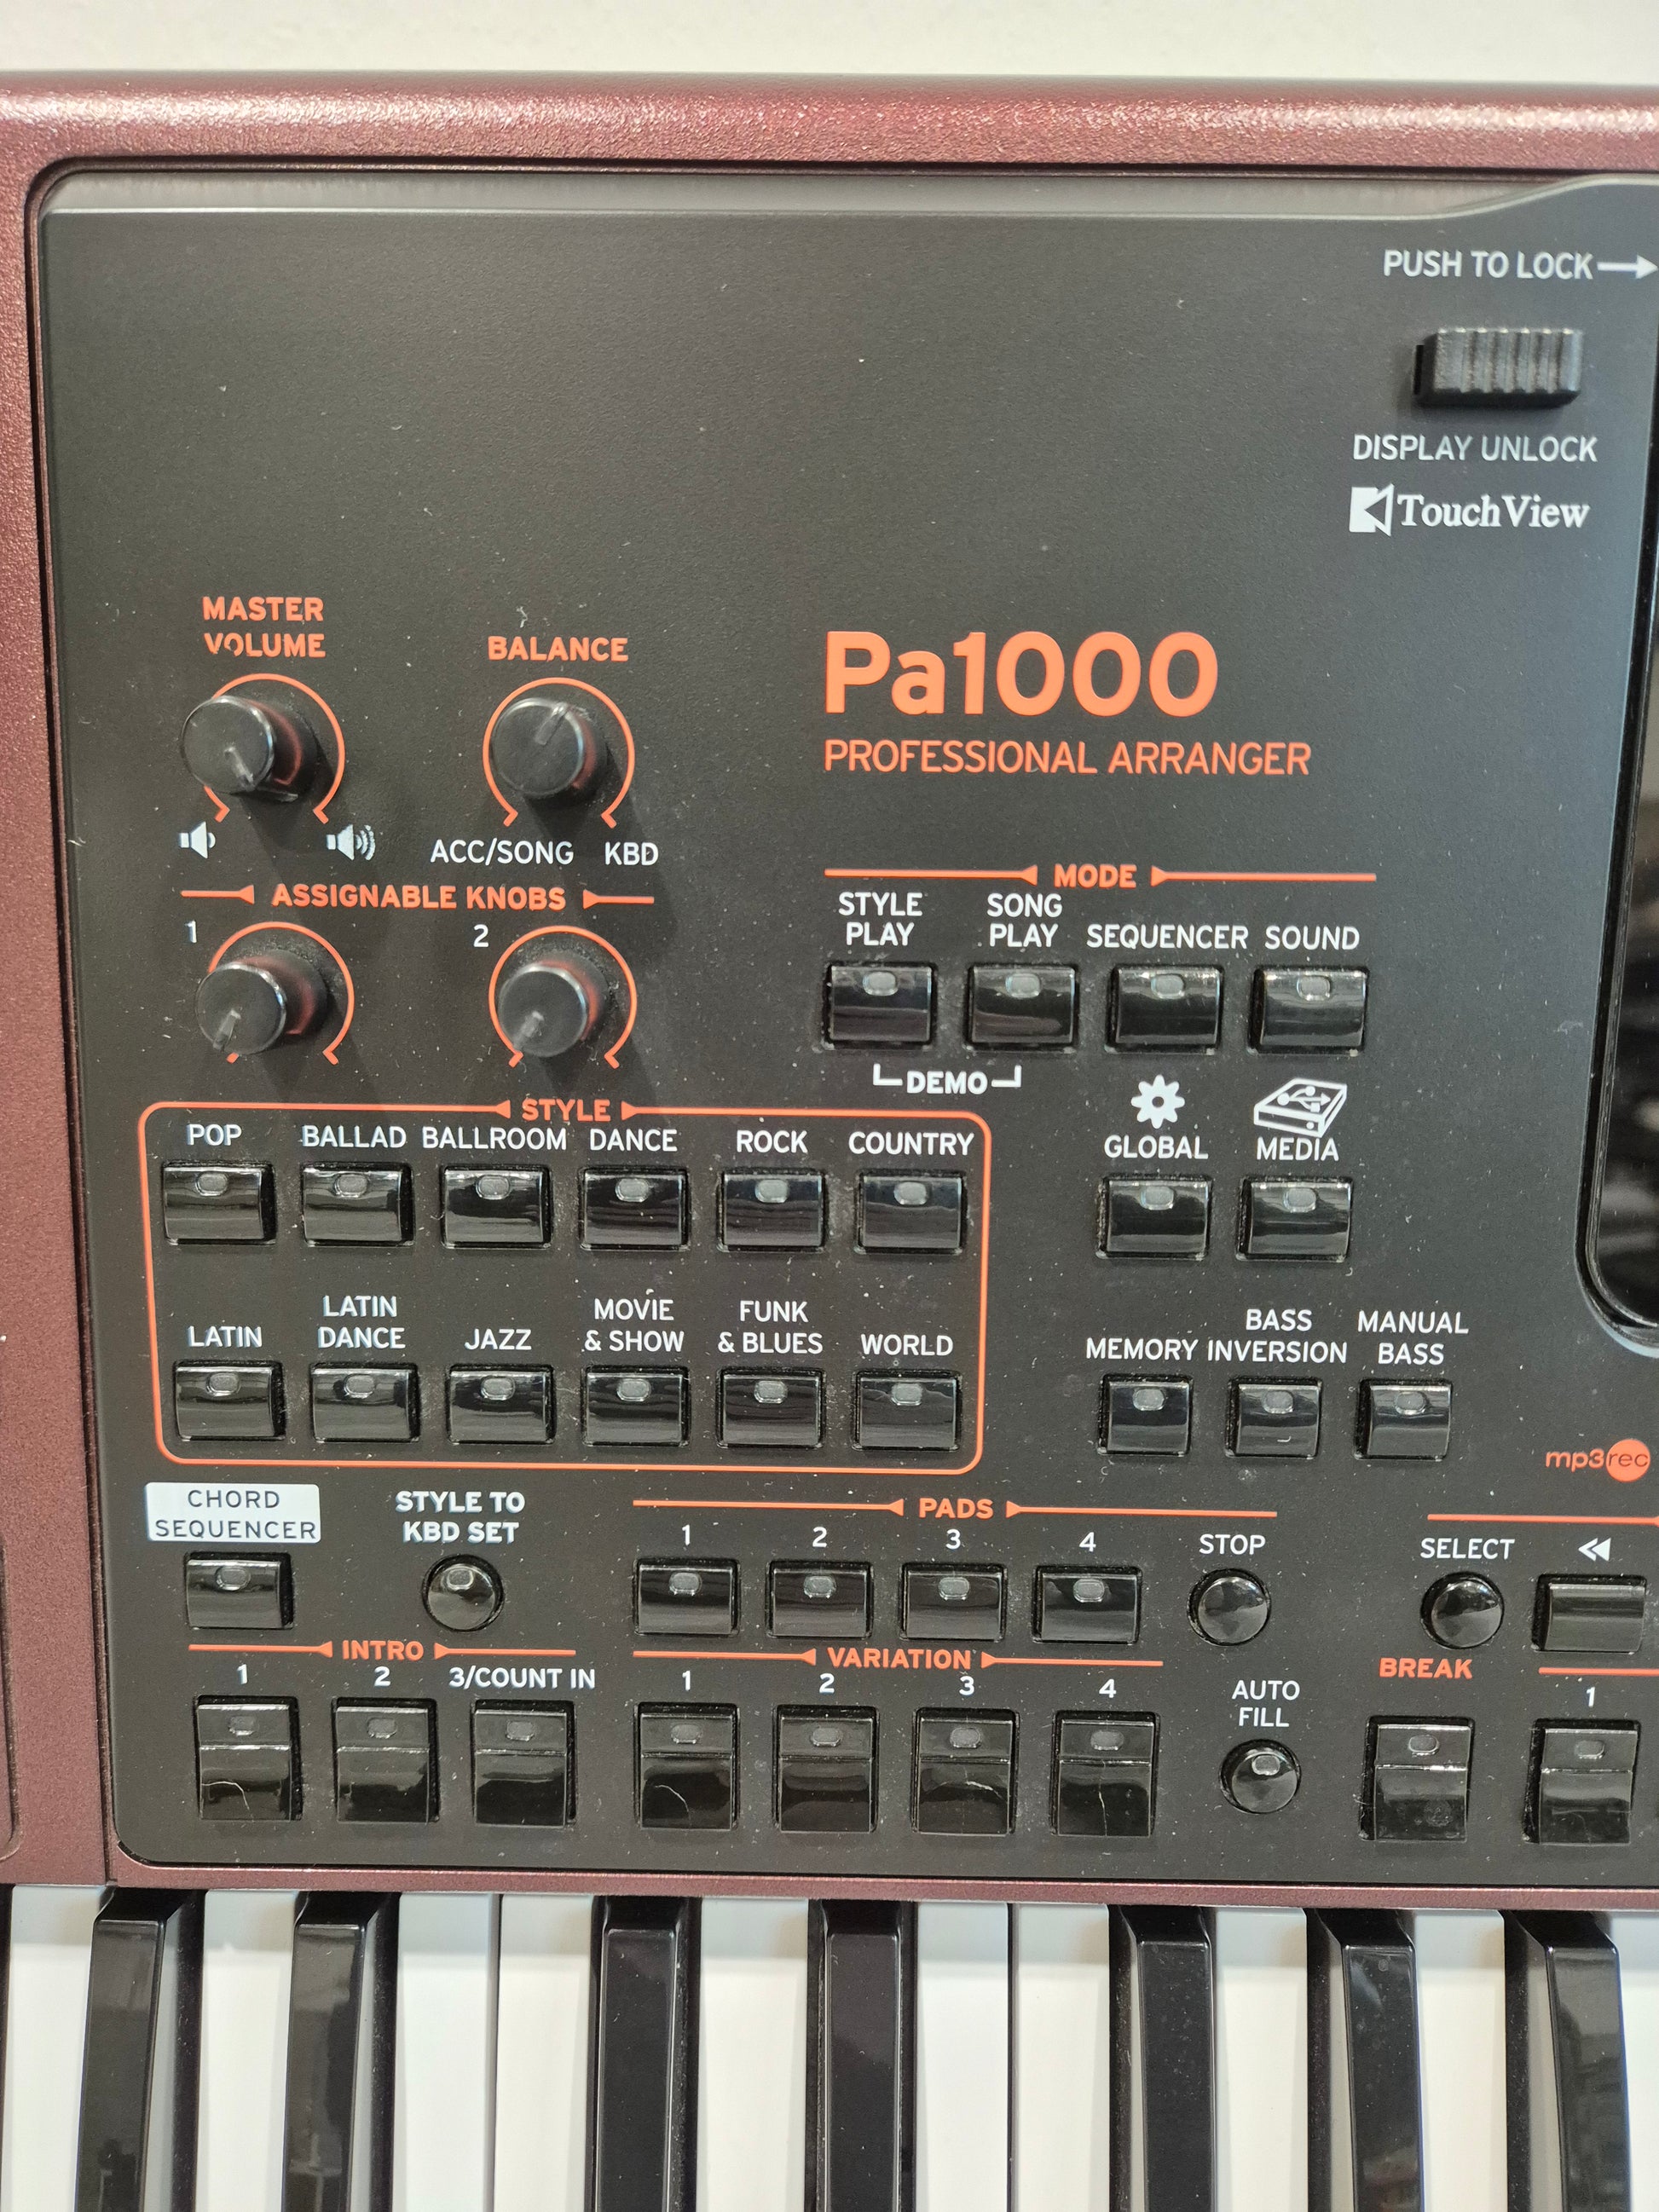 PUSH TO LOCK
DISPLAY UNLOCK
TouchView
MASTER
VOLUME
BALANCE
Pa1000
PROFESSIONAL ARRANGER
ACC/SONG KBD
ASSIGNABLE KNOBS
1 2
MODE
STYLE
PLAY
SONG
PLAY
SEQUENCER
SOUND
DEMO
GLOBAL
MEDIA
STYLE
POP BALLAD BALLROOM DANCE ROCK COUNTRY
LATIN
LATIN
DANCE
JAZZ
MOVIE
& SHOW
FUNK
& BLUES
WORLD
MEMORY
BASS
INVERSION
MANUAL
BASS
mp3rec
CHORD
SEQUENCER
STYLE TO
KBD SET
PADS
1 2 3 4 STOP
SELECT
INTRO
1 2 3/COUNT IN
VARIATION
1 2 3 4
AUTO
FILL
BREAK
1